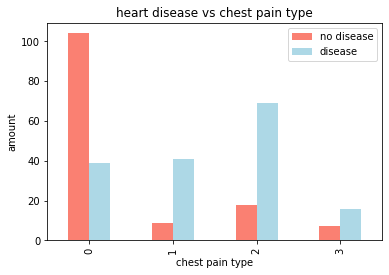 heart disease vs chest pain type
no disease
disease
amount
100
80
60
40
20
0
0
1
2
3
chest pain type